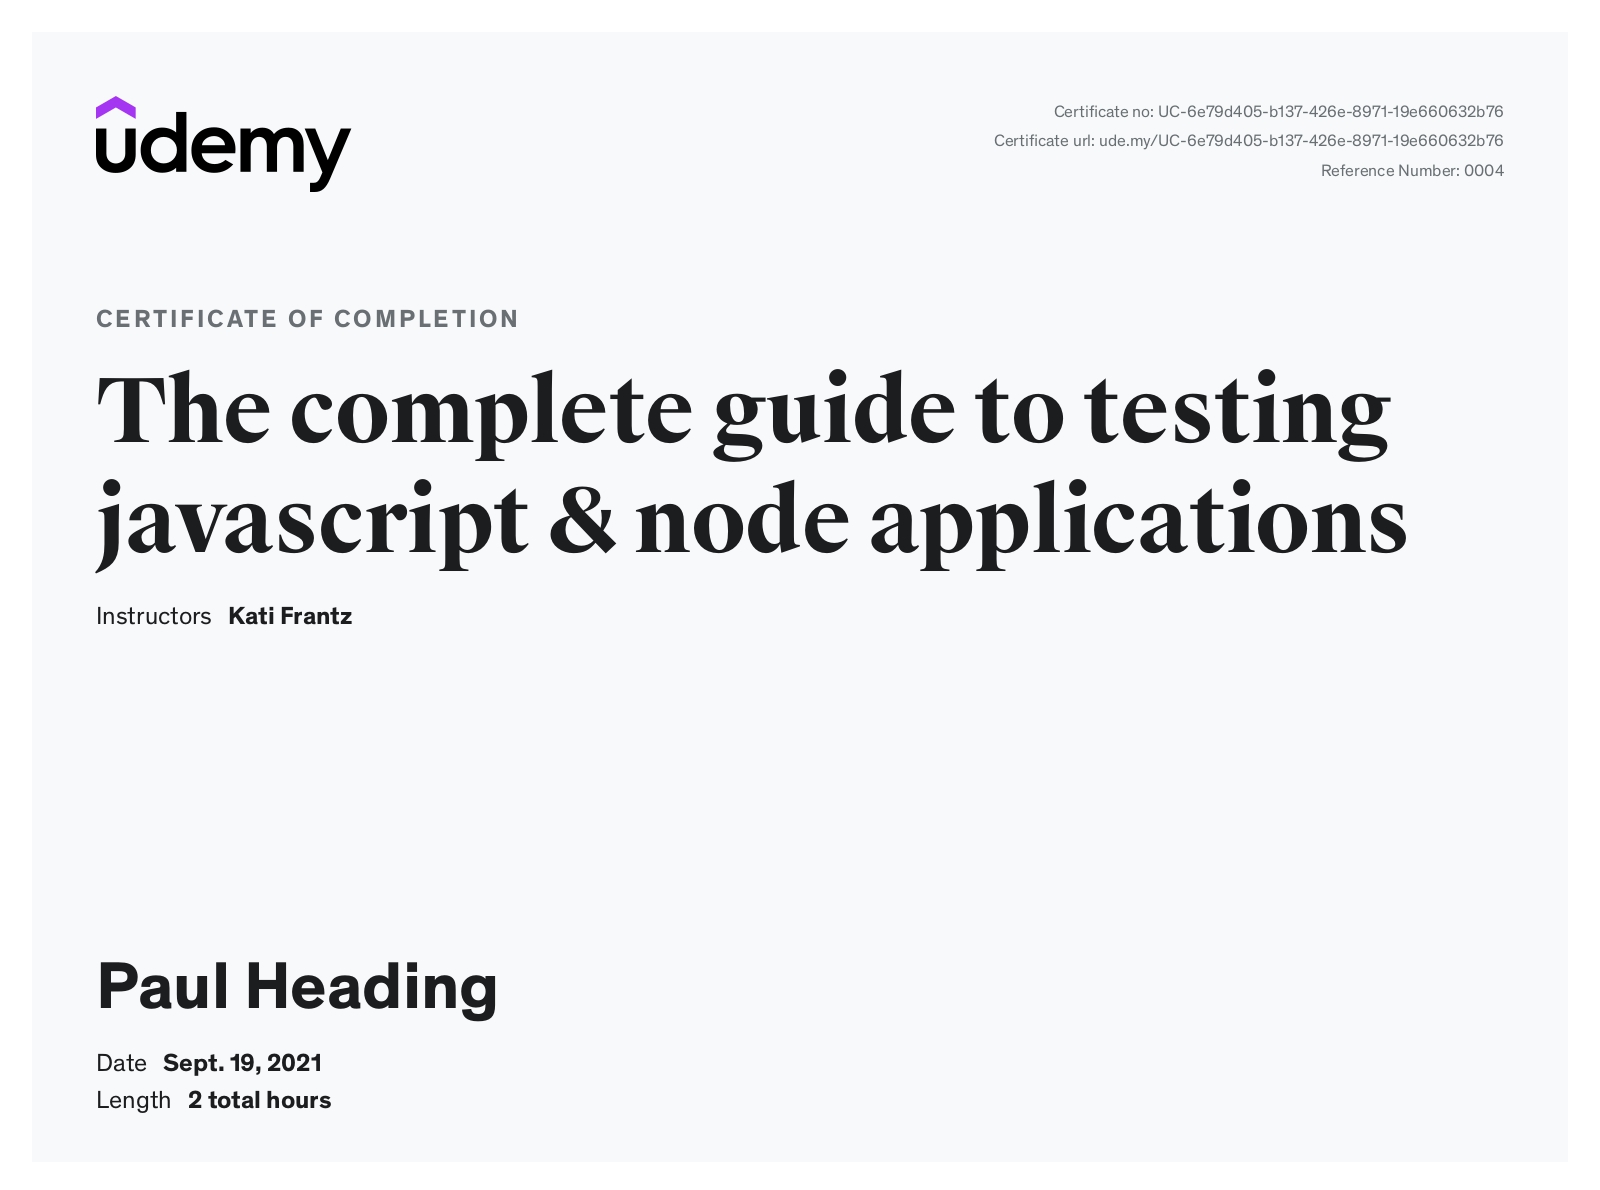 udemy
Certificate no: UC-6e79d405-b137-426e-8971-19e660632b76
Certificate url: ude.my/UC-6e79d405-b137-426e-8971-19e660632b76
Reference Number: 0004
CERTIFICATE OF COMPLETION
The complete guide to testing
javascript & node applications
Instructors Kati Frantz
Paul Heading
Date Sept. 19, 2021
Length 2 total hours